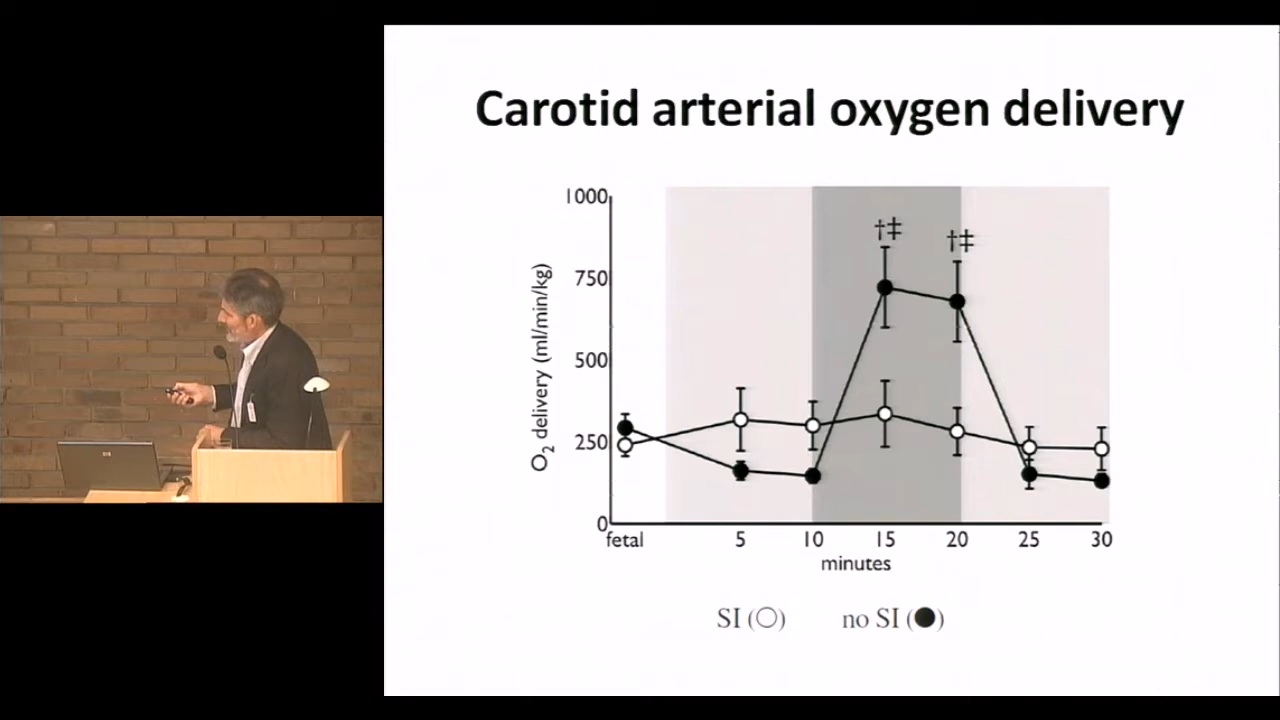 Carotid arterial oxygen delivery
O₂ delivery (ml/min/kg)
1000
750
500
250
0
†‡
†‡
fetal 5 10 15 20 25 30
minutes
SI (○) no SI (●)
hp